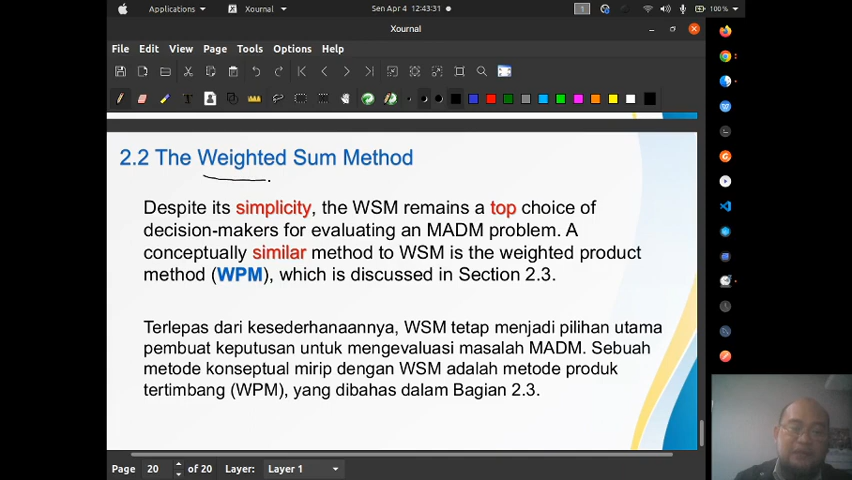 Applications
Xournal
Sen Apr 4 12:43:31
1
100%
Xournal
File Edit View Page Tools Options Help
2.2 The Weighted Sum Method
Despite its simplicity, the WSM remains a top choice of
decision-makers for evaluating an MADM problem. A
conceptually similar method to WSM is the weighted product
method (WPM), which is discussed in Section 2.3.
Terlepas dari kesederhanaannya, WSM tetap menjadi pilihan utama
pembuat keputusan untuk mengevaluasi masalah MADM. Sebuah
metode konseptual mirip dengan WSM adalah metode produk
tertimbang (WPM), yang dibahas dalam Bagian 2.3.
Page 20 of 20 Layer: Layer 1